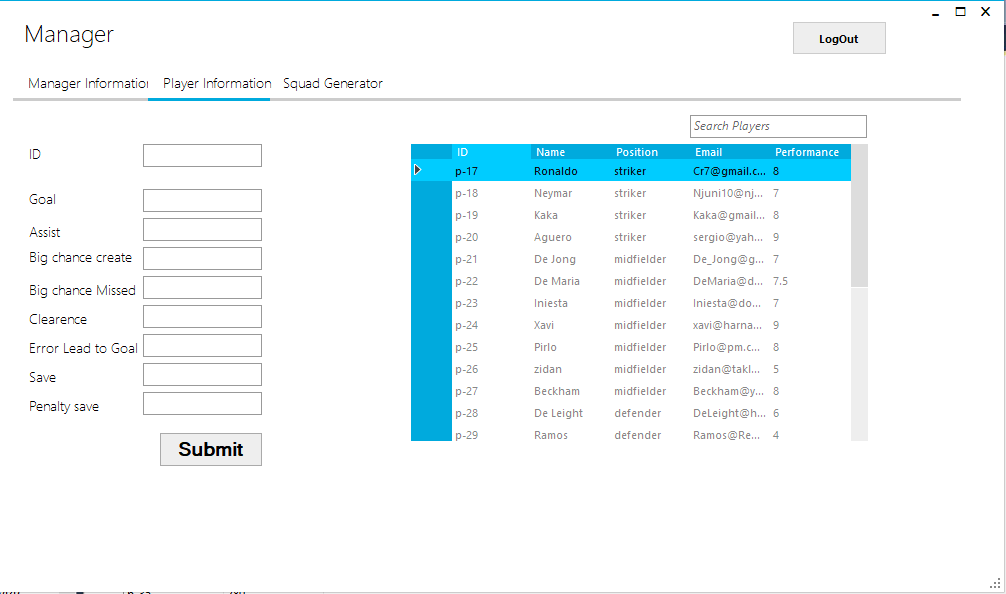 Manager
LogOut
Manager Information Player Information Squad Generator
Search Players
ID
Goal
Assist
Big chance create
Big chance Missed
Clearence
Error Lead to Goal
Save
Penalty save
Submit
ID Name Position Email Performance
p-17 Ronaldo striker Cr7@gmail.c... 8
p-18 Neymar striker Njuni10@nj... 7
p-19 Kaka striker Kaka@gmail... 8
p-20 Aguero striker sergio@yah... 9
p-21 De Jong midfielder De_Jong@g... 7
p-22 De Maria midfielder DeMaria@d... 7.5
p-23 Iniesta midfielder Iniesta@do... 7
p-24 Xavi midfielder xavi@harna... 9
p-25 Pirlo midfielder Pirlo@pm.c... 8
p-26 zidan midfielder zidan@takl... 5
p-27 Beckham midfielder Beckham@y... 8
p-28 De Leight defender DeLeight@h... 6
p-29 Ramos defender Ramos@Re... 4